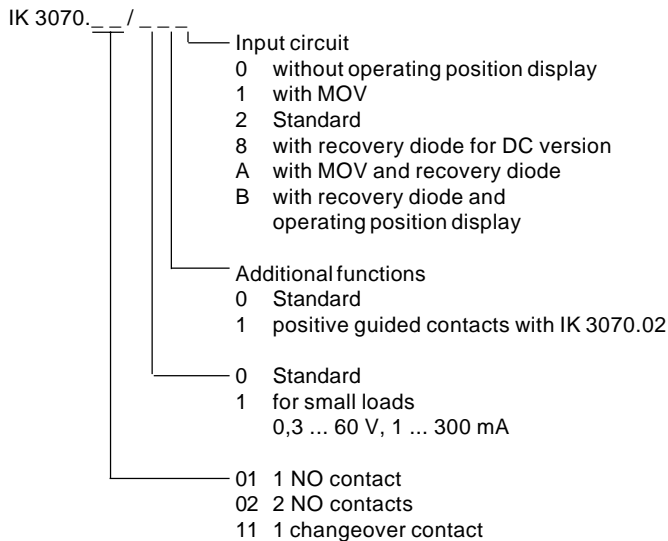 IK 3070._ _ / _ _ _
Input circuit
0 without operating position display
1 with MOV
2 Standard
8 with recovery diode for DC version
A with MOV and recovery diode
B with recovery diode and
operating position display
Additional functions
0 Standard
1 positive guided contacts with IK 3070.02
0 Standard
1 for small loads
0,3 ... 60 V, 1 ... 300 mA
01 1 NO contact
02 2 NO contacts
11 1 changeover contact